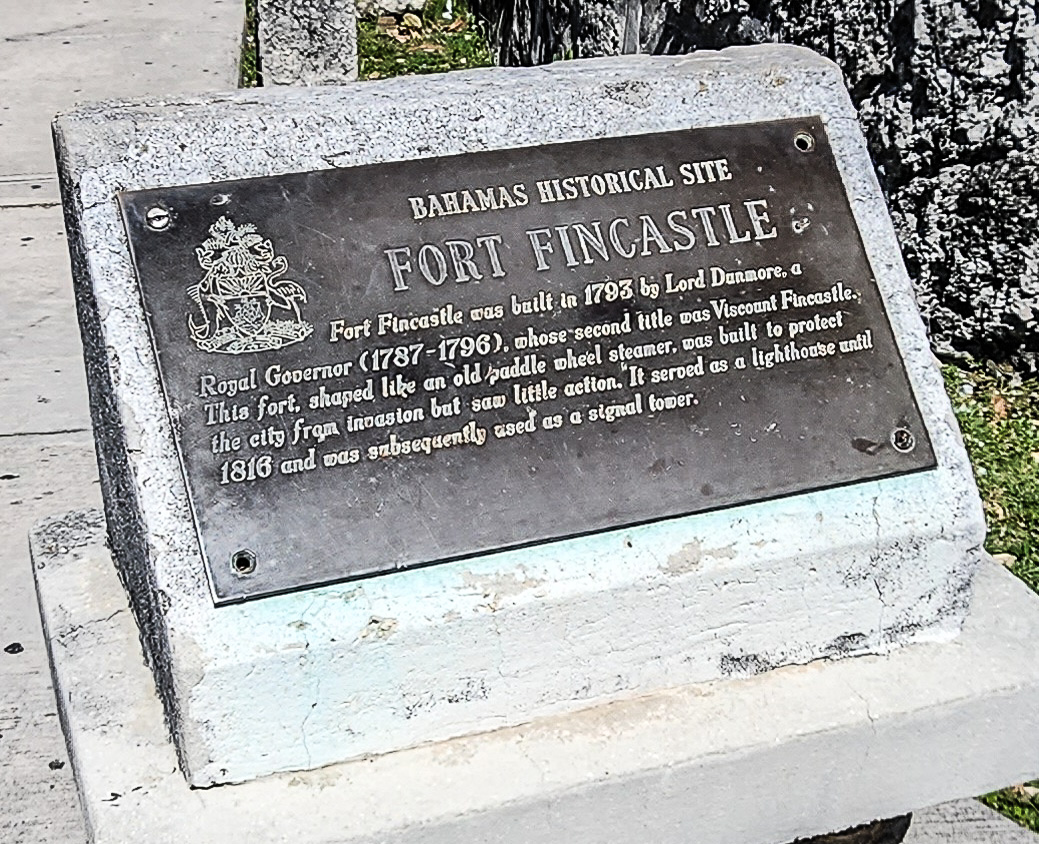 BAHAMAS HISTORICAL SITE
FORT FINCASTLE
Fort Fincastle was built in 1793 by Lord Dunmore, a
Royal Governor (1787-1796), whose second title was Viscount Fincastle.
This fort, shaped like an old paddle wheel steamer, was built to protect
the city from invasion but saw little action. It served as a lighthouse until
1816 and was subsequently used as a signal tower.